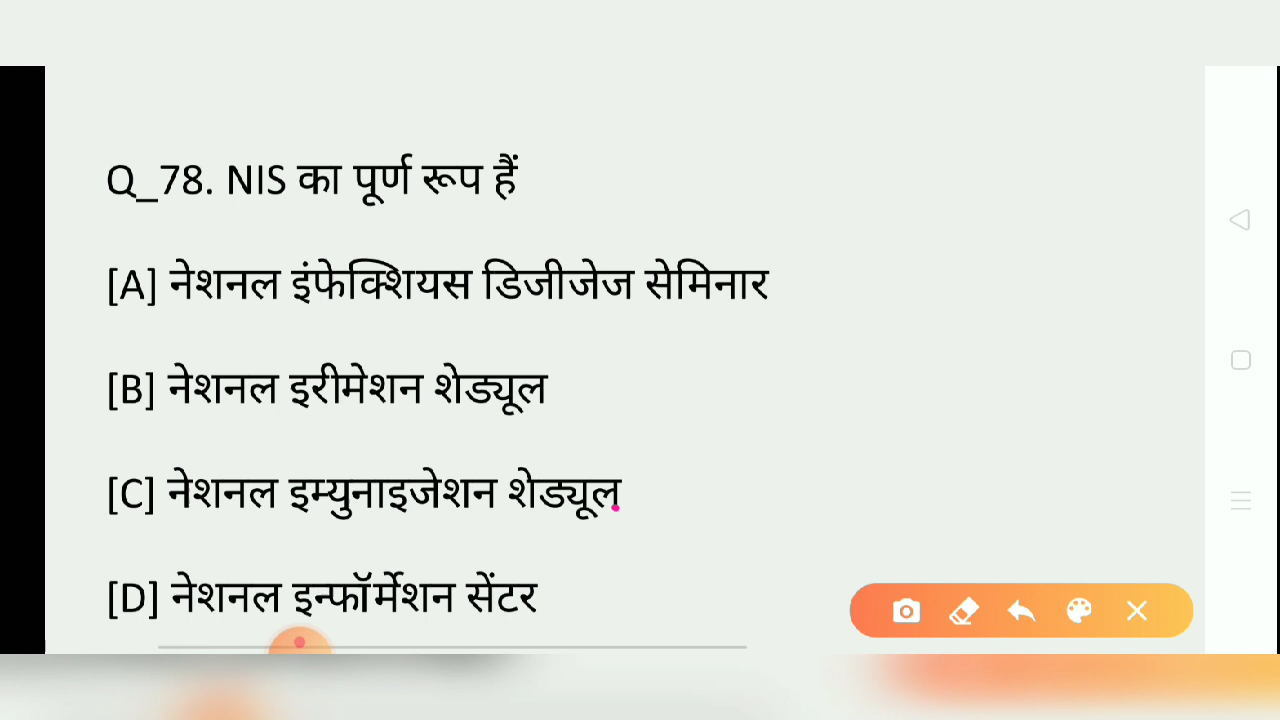 Q_78. NIS का पूर्ण रूप हैं
[A] नेशनल इंफेक्शियस डिजीजेज सेमिनार
[B] नेशनल इरीमेशन शेड्यूल
[C] नेशनल इम्युनाइजेशन शेड्यूल
[D] नेशनल इन्फॉर्मेशन सेंटर